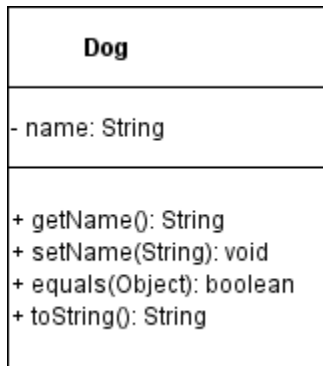 Dog
- name: String
+ getName(): String
+ setName(String): void
+ equals(Object): boolean
+ toString(): String